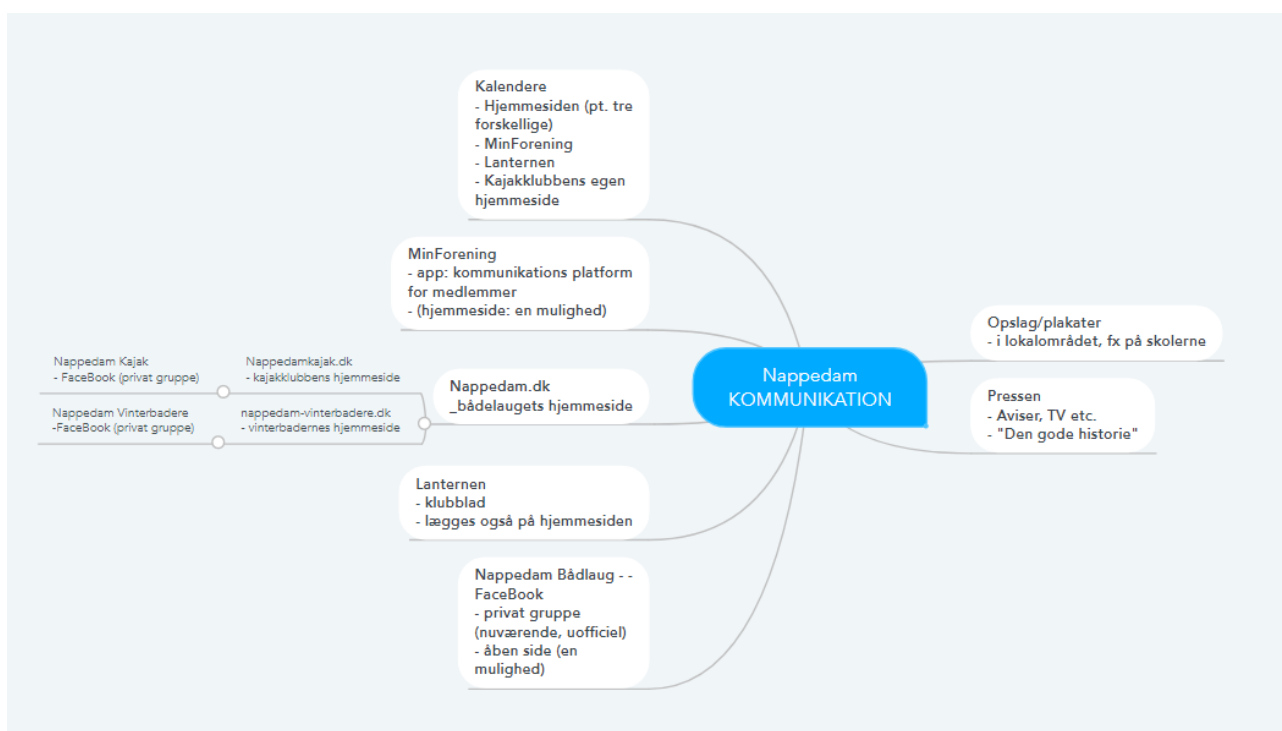 Kalendere
- Hjemmesiden (pt. tre
forskellige)
- MinForening
- Lanternen
- Kajakklubbens egen
hjemmeside
MinForening
- app: kommunikations platform
for medlemmer
- (hjemmeside: en mulighed)
Nappedam Kajak
- FaceBook (privat gruppe)
Nappedamkajak.dk
- kajakklubbens hjemmeside
Nappedam Vinterbadere
-FaceBook (privat gruppe)
nappedam-vinterbadere.dk
- vinterbadernes hjemmeside
Nappedam.dk
_bådelaugets hjemmeside
Lanternen
- klubblad
- lægges også på hjemmesiden
Nappedam Bådlaug - -
FaceBook
- privat gruppe
(nuværende, uofficiel)
- åben side (en
mulighed)
Nappedam
KOMMUNIKATION
Opslag/plakater
- i lokalområdet, fx på skolerne
Pressen
- Aviser, TV etc.
- "Den gode historie"